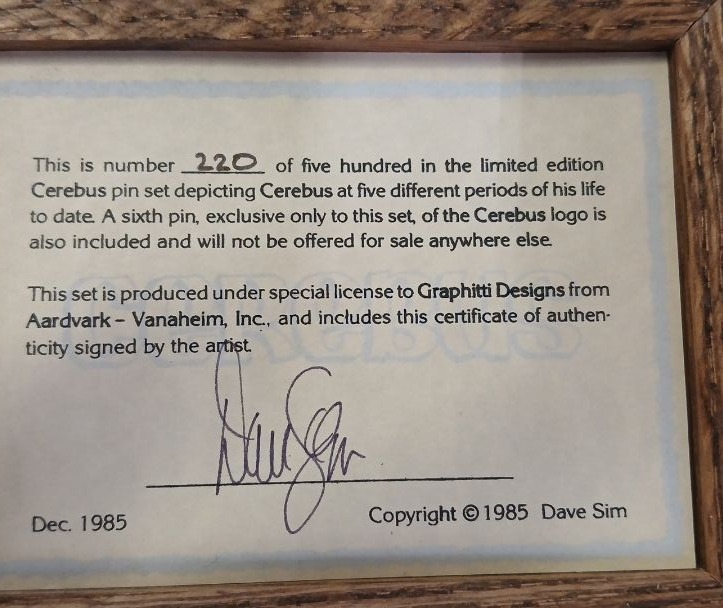 This is number 220 of five hundred in the limited edition
Cerebus pin set depicting Cerebus at five different periods of his life
to date. A sixth pin, exclusive only to this set, of the Cerebus logo is
also included and will not be offered for sale anywhere else.
This set is produced under special license to Graphitti Designs from
Aardvark – Vanaheim, Inc., and includes this certificate of authen-
ticity signed by the artist.
CEREBUS
Dave Sim
Dec. 1985
Copyright © 1985 Dave Sim